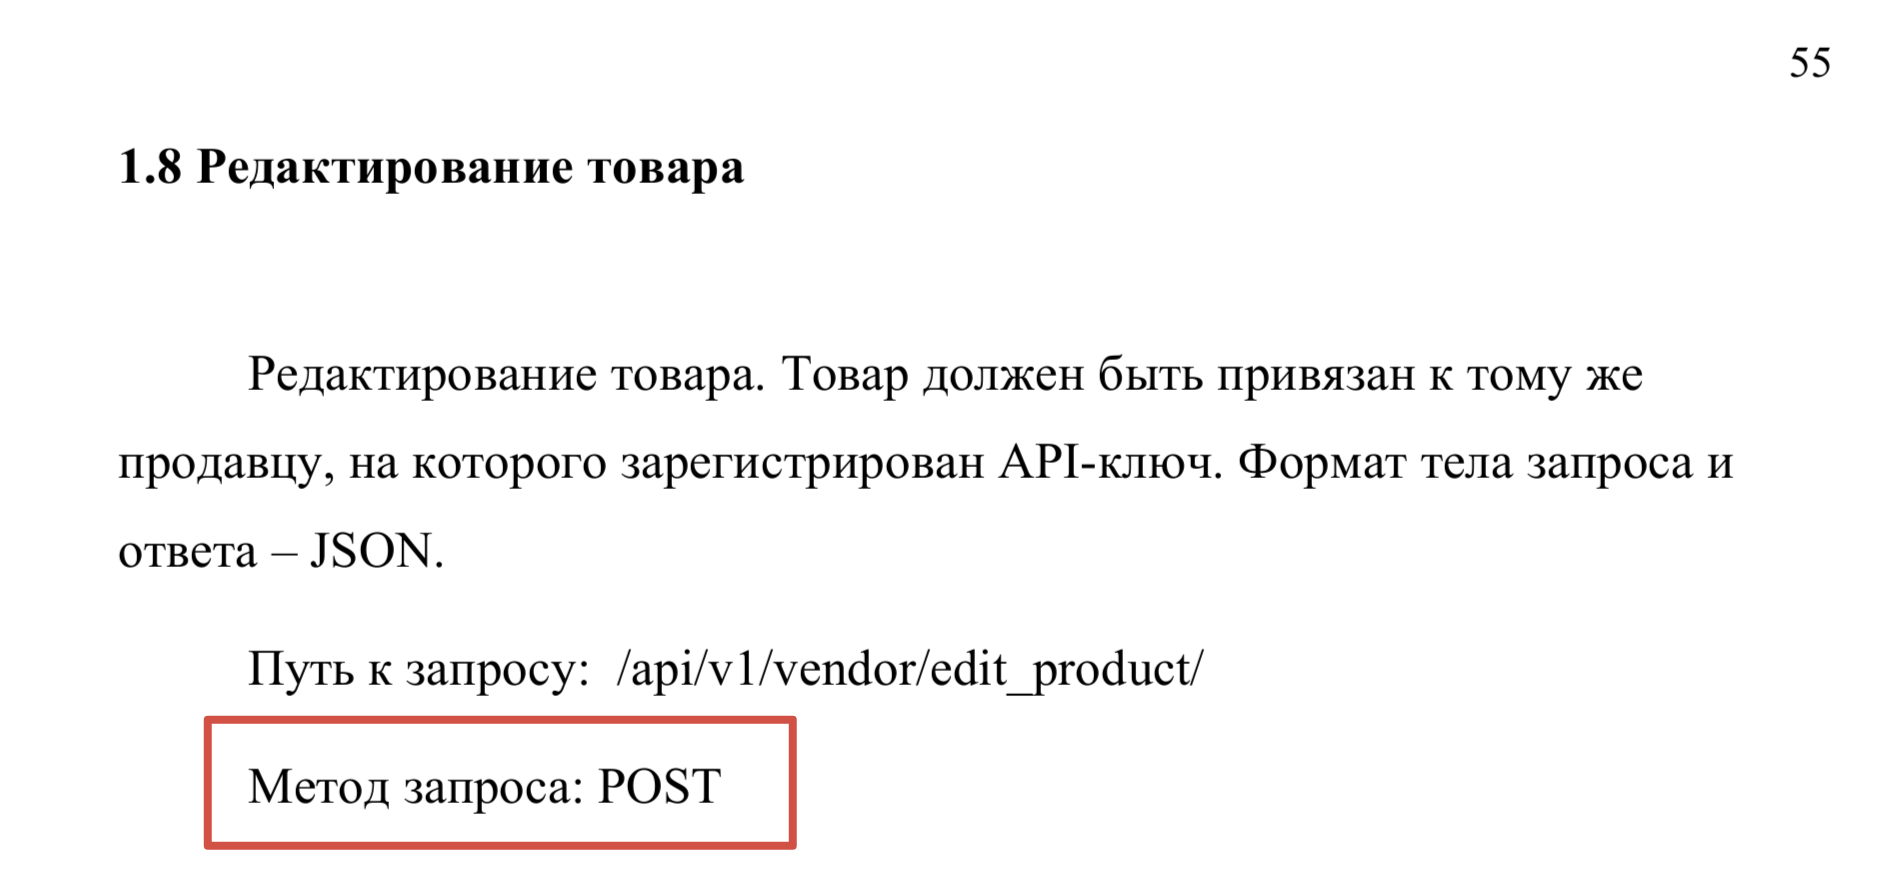 55
1.8 Редактирование товара
Редактирование товара. Товар должен быть привязан к тому же
продавцу, на которого зарегистрирован API-ключ. Формат тела запроса и
ответа – JSON.
Путь к запросу:  /api/v1/vendor/edit_product/
Метод запроса: POST